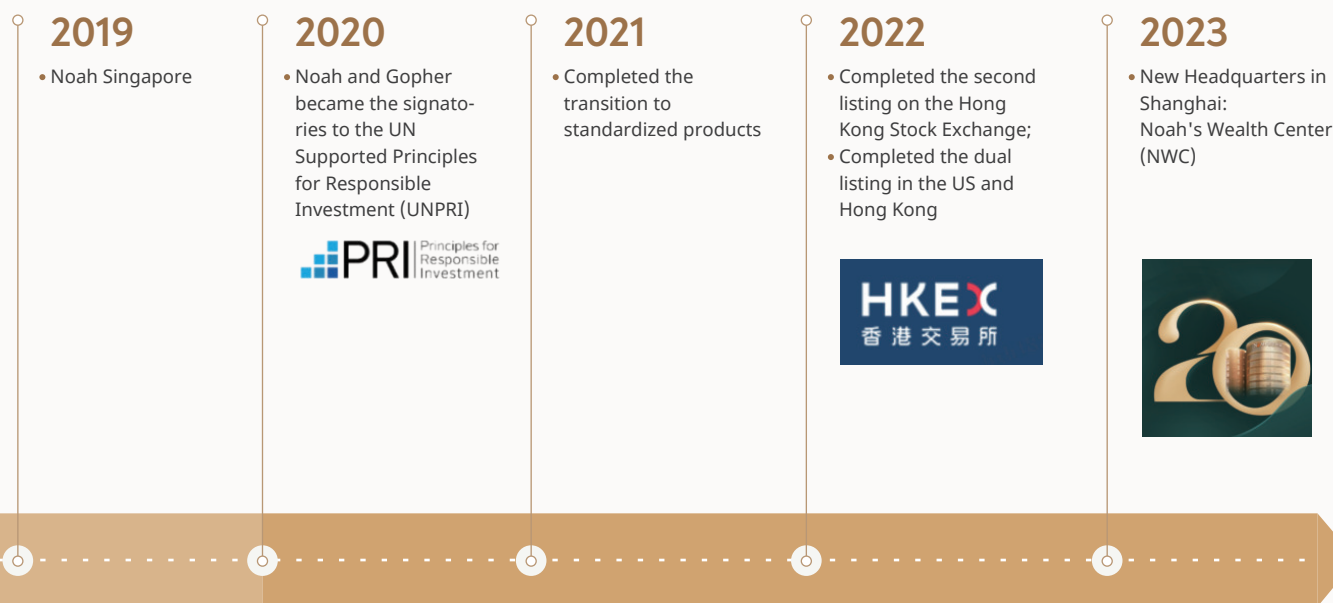 2019
• Noah Singapore
2020
• Noah and Gopher
became the signato-
ries to the UN
Supported Principles
for Responsible
Investment (UNPRI)
PRI
Principles for
Responsible
Investment
2021
• Completed the
transition to
standardized products
2022
• Completed the second
listing on the Hong
Kong Stock Exchange;
• Completed the dual
listing in the US and
Hong Kong
HKEX
香港交易所
2023
• New Headquarters in
Shanghai:
Noah's Wealth Center
(NWC)
20